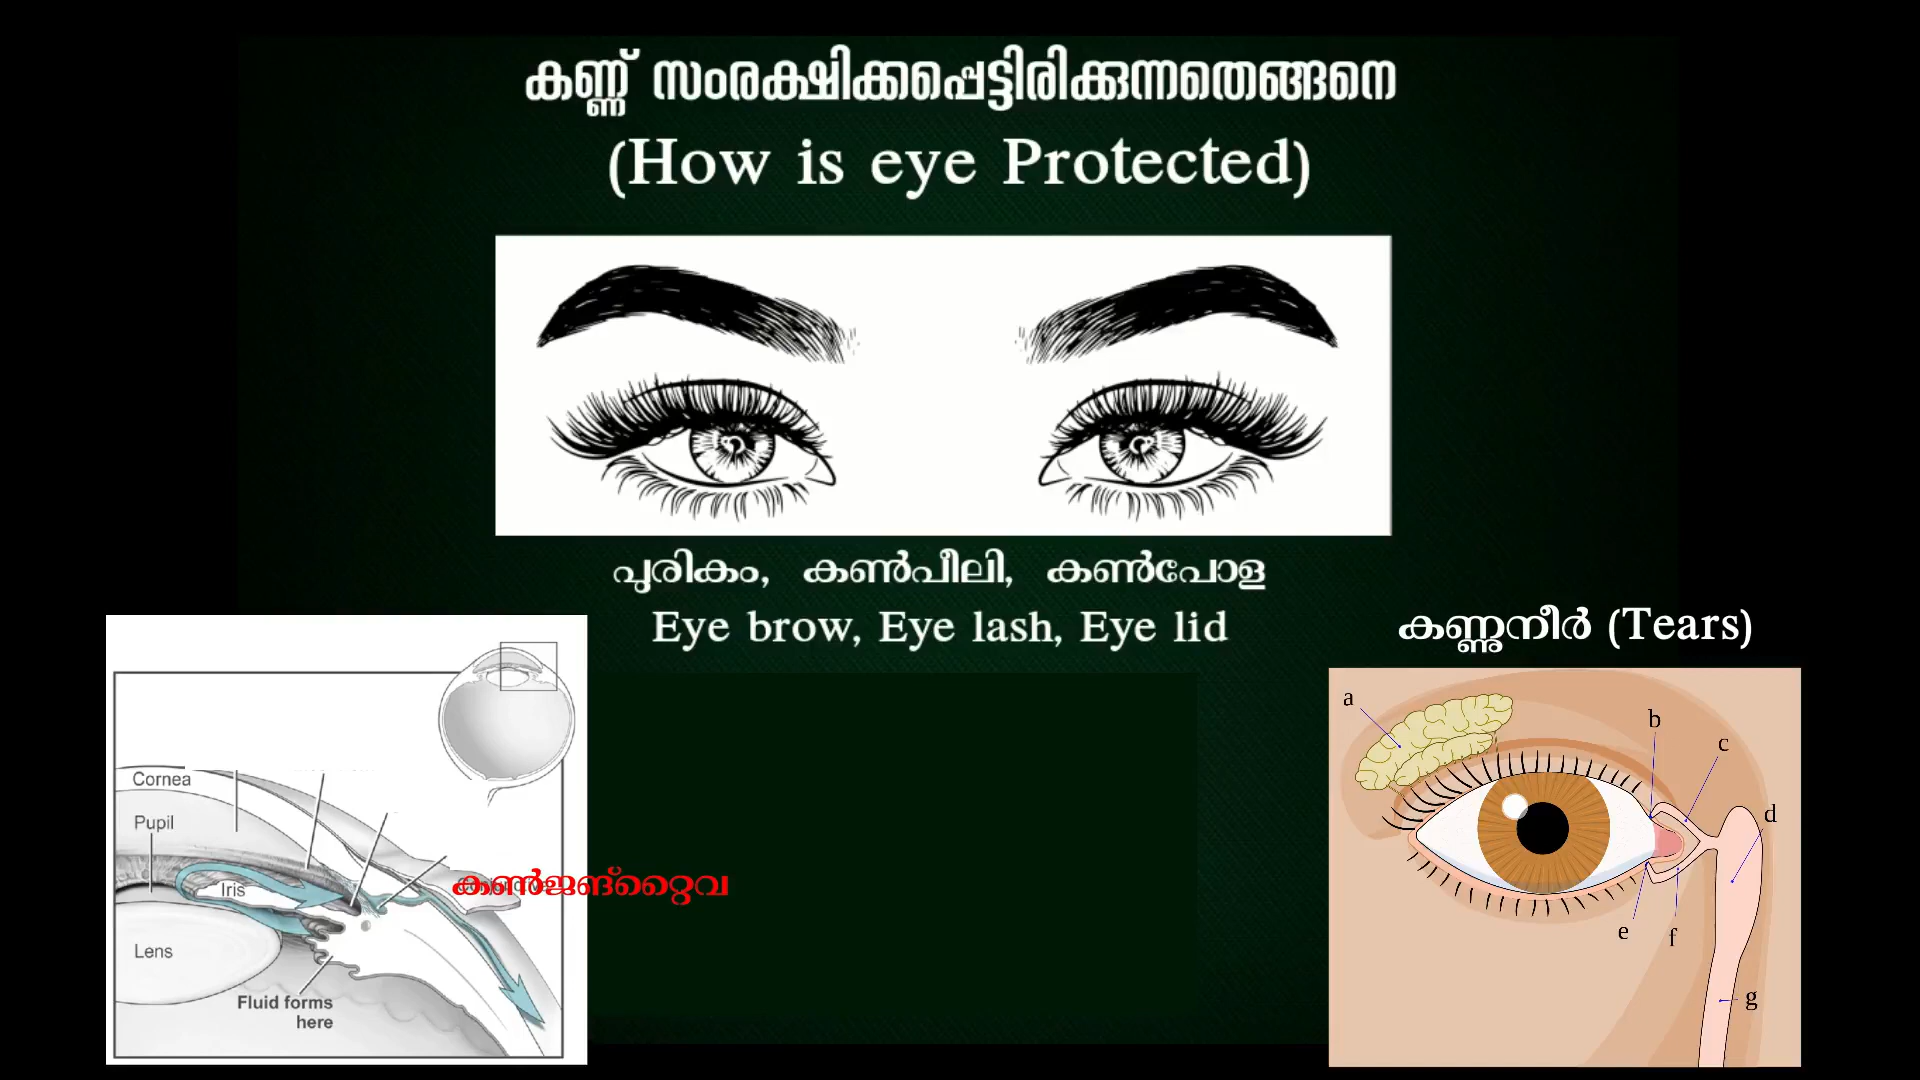 കണ്ണ് സംരക്ഷിക്കപ്പെട്ടിരിക്കുന്നതെങ്ങനെ
(How is eye Protected)
പുരികം, കൺപീലി, കൺപോള
Eye brow, Eye lash, Eye lid
Cornea
Pupil
Iris
Lens
Fluid forms
here
കൺജങ്റ്റൈവ
കണ്ണുനീർ (Tears)
a
b
c
d
e
f
g